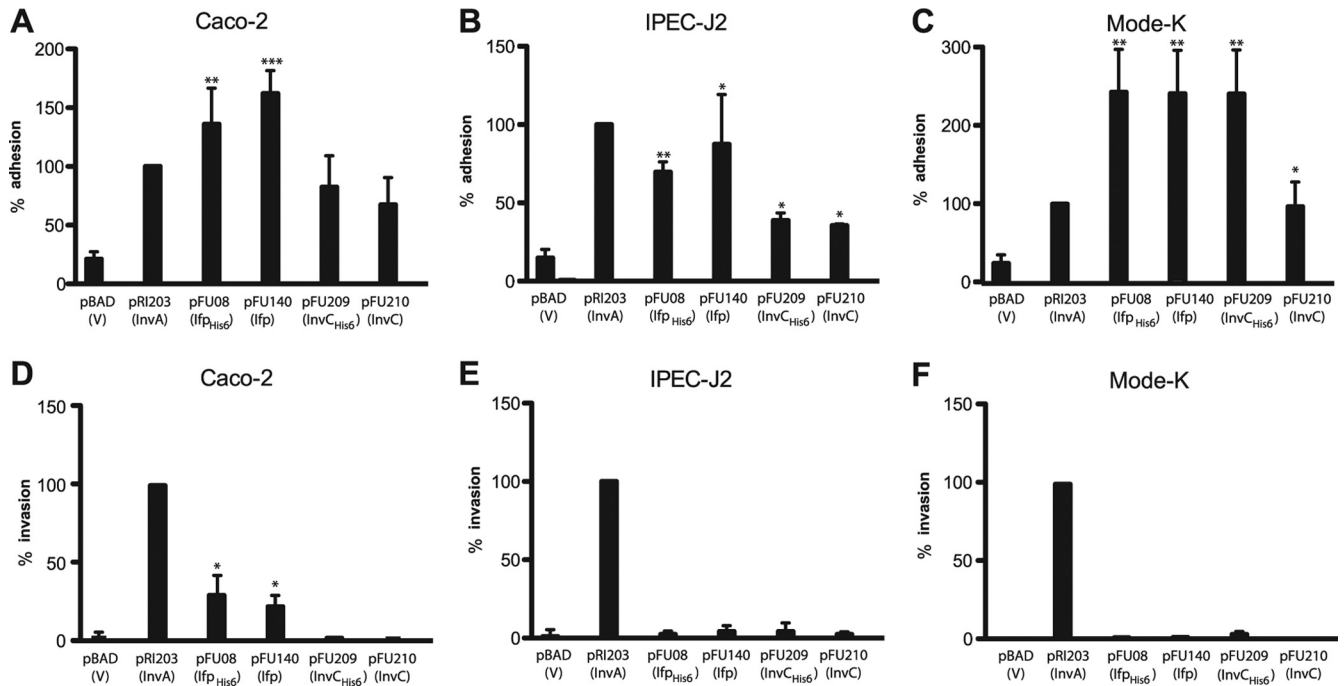 A
Caco-2
% adhesion
200
150
100
50
0
**
***
pBAD pRI203 pFU08 pFU140 pFU209 pFU210
(V) (InvA) (IfpHis6) (Ifp) (InvCHis6) (InvC)
B
IPEC-J2
% adhesion
150
100
50
0
**
*
*
*
pBAD pRI203 pFU08 pFU140 pFU209 pFU210
(V) (InvA) (IfpHis6) (Ifp) (InvCHis6) (InvC)
C
Mode-K
% adhesion
300
200
100
0
**
**
**
*
pBAD pRI203 pFU08 pFU140 pFU209 pFU210
(V) (InvA) (IfpHis6) (Ifp) (InvCHis6) (InvC)
D
Caco-2
% invasion
150
100
50
0
*
*
pBAD pRI203 pFU08 pFU140 pFU209 pFU210
(V) (InvA) (IfpHis6) (Ifp) (InvCHis6) (InvC)
E
IPEC-J2
% invasion
150
100
50
0
pBAD pRI203 pFU08 pFU140 pFU209 pFU210
(V) (InvA) (IfpHis6) (Ifp) (InvCHis6) (InvC)
F
Mode-K
% invasion
150
100
50
0
pBAD pRI203 pFU08 pFU140 pFU209 pFU210
(V) (InvA) (IfpHis6) (Ifp) (InvCHis6) (InvC)